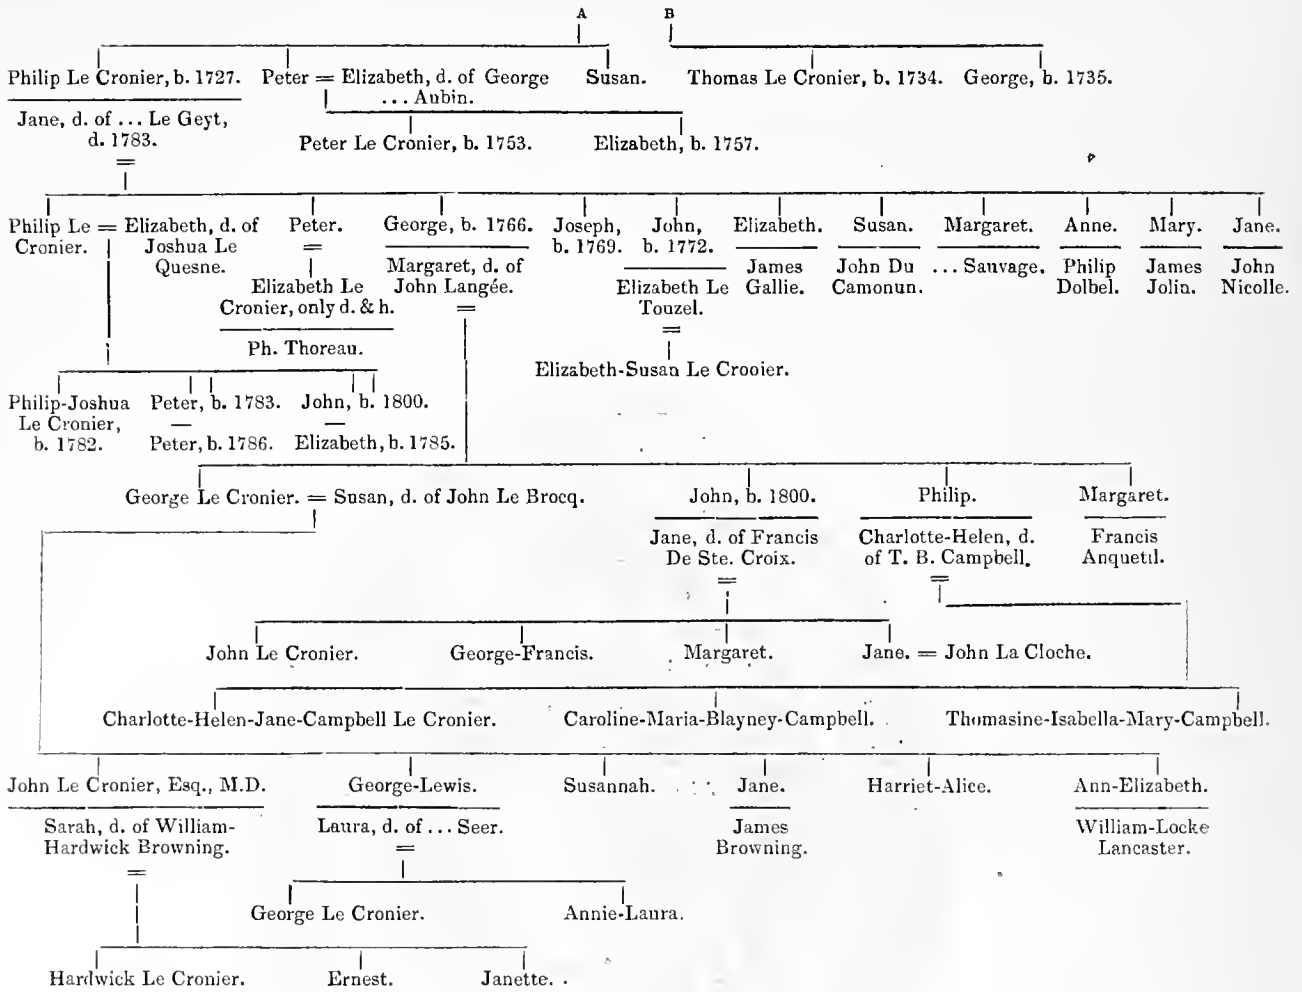 A B
Philip Le Cronier, b. 1727. Peter = Elizabeth, d. of George Susan. Thomas Le Cronier, b. 1734. George, b. 1735.
... Aubin.
Jane, d. of ... Le Geyt,
d. 1783.
=
Peter Le Cronier, b. 1753. Elizabeth, b. 1757.
Philip Le = Elizabeth, d. of Peter. George, b. 1766. Joseph, John, Elizabeth. Susan. Margaret. Anne. Mary. Jane.
Cronier. Joshua Le = b. 1769. b. 1772.
Quesne. Elizabeth Le Margaret, d. of Elizabeth Le James John Du ... Sauvage. Philip James John
Cronier, only d. & h. John Langée. Touzel. Gallie. Camonun. Dolbel. Jolin. Nicolle.
Ph. Thoreau. = =
Elizabeth-Susan Le Crooier.
Philip-Joshua Peter, b. 1783. John, b. 1800.
Le Cronier, — —
b. 1782. Peter, b. 1786. Elizabeth, b. 1785.
George Le Cronier. = Susan, d. of John Le Brocq. John, b. 1800. Philip. Margaret.
Jane, d. of Francis Charlotte-Helen, d. Francis
De Ste. Croix. of T. B. Campbell. Anquetil.
= =
John Le Cronier. George-Francis. Margaret. Jane. = John La Cloche.
Charlotte-Helen-Jane-Campbell Le Cronier. Caroline-Maria-Blayney-Campbell. Thomasine-Isabella-Mary-Campbell.
John Le Cronier, Esq., M.D. George-Lewis. Susannah. Jane. Harriet-Alice. Ann-Elizabeth.
Sarah, d. of William- Laura, d. of ... Seer. James William-Locke
Hardwick Browning. = Browning. Lancaster.
=
George Le Cronier. Annie-Laura.
Hardwick Le Cronier. Ernest. Janette.